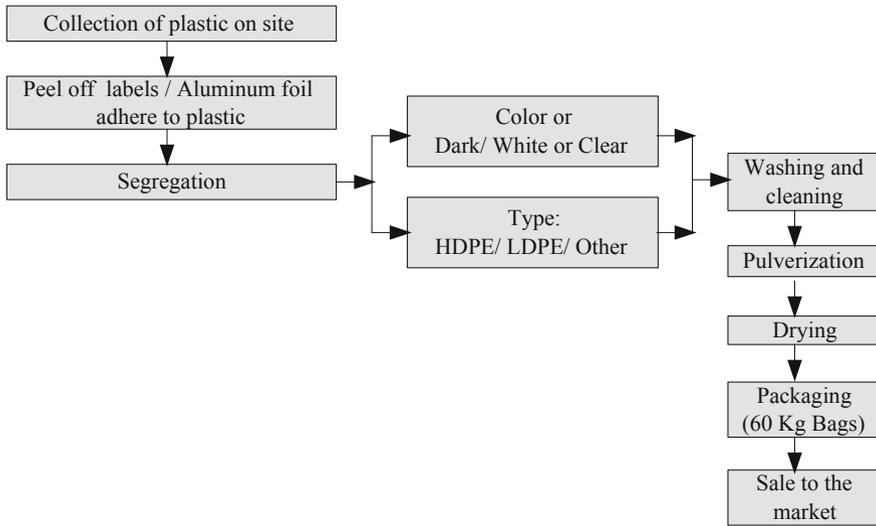 Collection of plastic on site
Peel off labels / Aluminum foil
adhere to plastic
Segregation
Color or
Dark/ White or Clear
Type:
HDPE/ LDPE/ Other
Washing and
cleaning
Pulverization
Drying
Packaging
(60 Kg Bags)
Sale to the
market